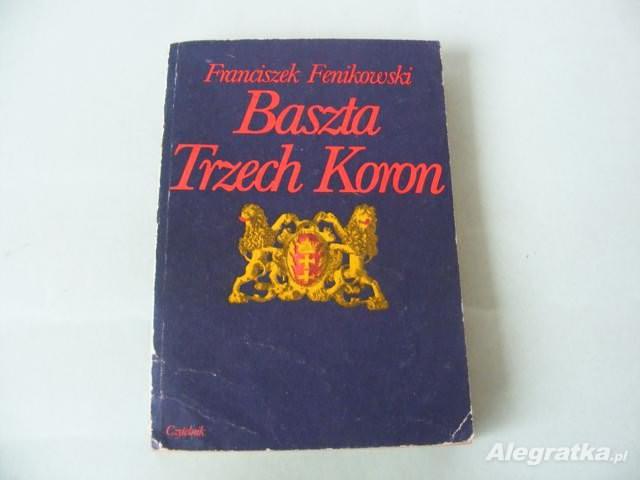 Franciszek Fenikowski
Baszta
Trzech Koron
Czytelnik
Alegratka.pl